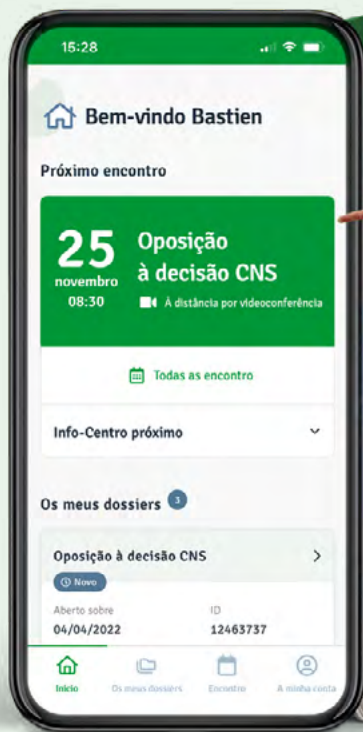 15:28
Bem-vindo Bastien
Próximo encontro
25
novembro
08:30
Oposição
à decisão CNS
À distância por videoconferência
Todas as encontro
Info-Centro próximo
Os meus dossiers 3
Oposição à decisão CNS
Novo
Aberto sobre
04/04/2022
ID
12463737
Início
Os meus dossiers
Encontro
A minha conta